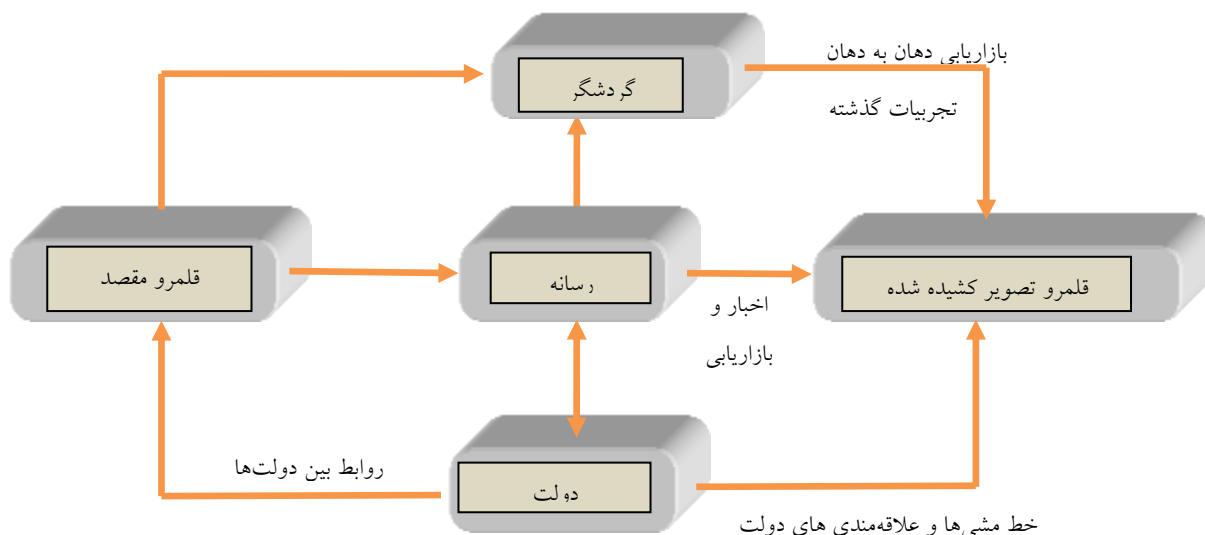 بازاریابی دهان به دهان
گردشگر
تجربیات گذشته
قلمرو مقصد
رسانه
قلمرو تصویر کشیده شده
اخبار و
بازاریابی
روابط بین دولت‌ها
دولت
خط مشی‌ها و علاقه‌مندی های دولت